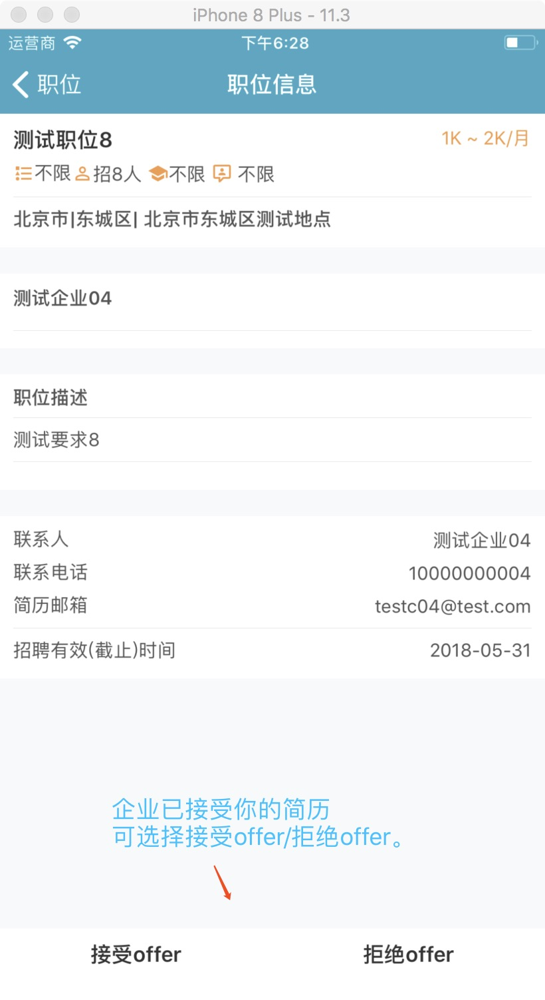 iPhone 8 Plus - 11.3
运营商 下午6:28
职位 职位信息
测试职位8 1K ~ 2K/月
不限 招8人 不限 不限
北京市|东城区| 北京市东城区测试地点
测试企业04
职位描述
测试要求8
联系人 测试企业04
联系电话 10000000004
简历邮箱 testc04@test.com
招聘有效(截止)时间 2018-05-31
企业已接受你的简历
可选择接受offer/拒绝offer。
接受offer 拒绝offer